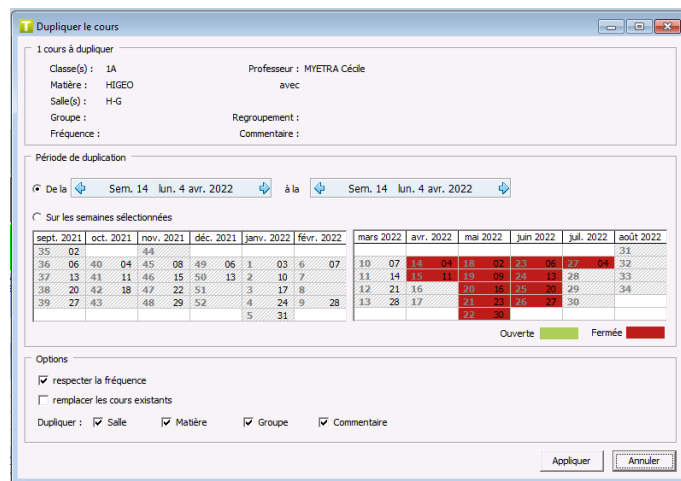 Dupliquer le cours
1 cours à dupliquer
Classe(s) : 1A Professeur : MYETRA Cécile
Matière : HIGEO avec
Salle(s) : H-G
Groupe : Regroupement :
Fréquence : Commentaire :
Période de duplication
De la Sem. 14 lun. 4 avr. 2022 à la Sem. 14 lun. 4 avr. 2022
Sur les semaines sélectionnées
sept. 2021 oct. 2021 nov. 2021 déc. 2021 janv. 2022 févr. 2022 mars 2022 avr. 2022 mai 2022 juin 2022 juil. 2022 août 2022
35 02 44 31
36 06 40 04 45 08 49 06 1 03 6 07 10 07 14 04 18 02 23 06 27 04 32
37 13 41 11 46 15 50 13 2 10 7 11 14 15 11 19 09 24 13 28 33
38 20 42 18 47 22 51 3 17 8 12 21 16 20 16 25 20 29 34
39 27 43 48 29 52 4 24 9 28 13 28 17 21 23 26 27 30
5 31 22 30
Ouverte Fermée
Options
respecter la fréquence
remplacer les cours existants
Dupliquer : Salle Matière Groupe Commentaire
Appliquer Annuler